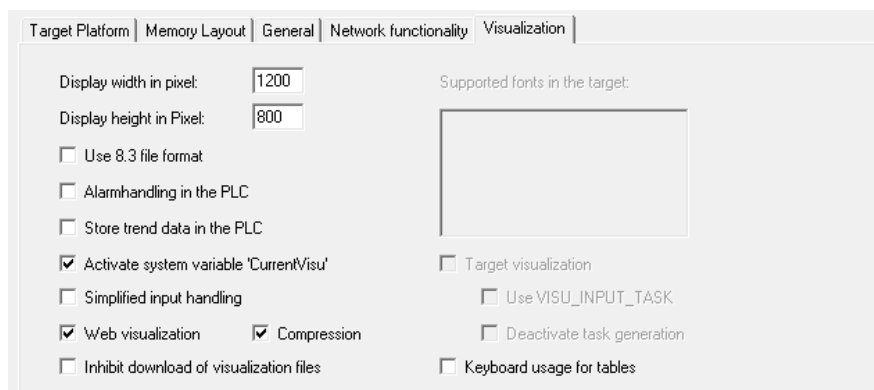 Target Platform Memory Layout General Network functionality Visualization
Display width in pixel: 1200 Supported fonts in the target:
Display height in Pixel: 800
Use 8.3 file format
Alarmhandling in the PLC
Store trend data in the PLC
Activate system variable 'CurrentVisu' Target visualization
Simplified input handling Use VISU_INPUT_TASK
Web visualization Compression Deactivate task generation
Inhibit download of visualization files Keyboard usage for tables